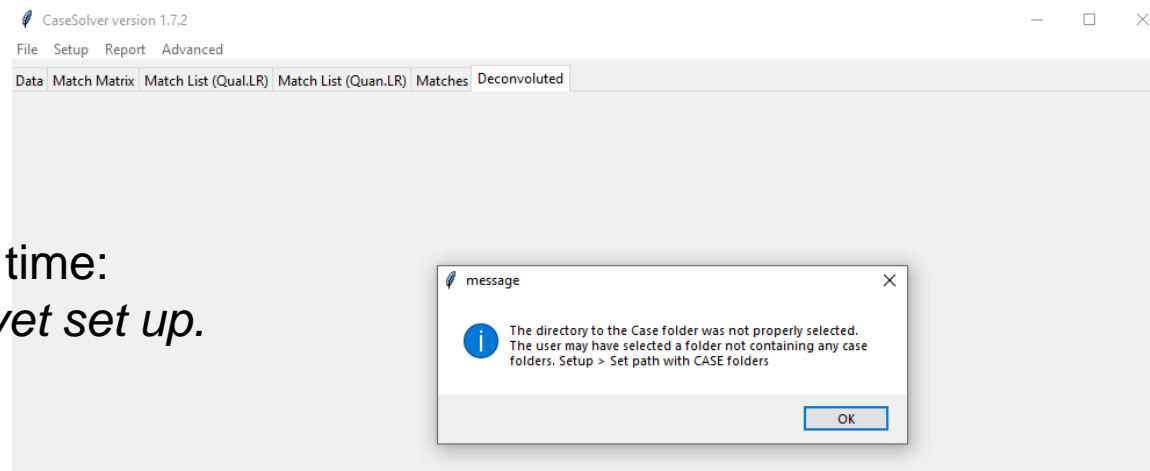 CaseSolver version 1.7.2
File Setup Report Advanced
Data Match Matrix Match List (Qual.LR) Match List (Quan.LR) Matches Deconvoluted
time:
yet set up.
message
The directory to the Case folder was not properly selected.
The user may have selected a folder not containing any case
folders. Setup > Set path with CASE folders
OK